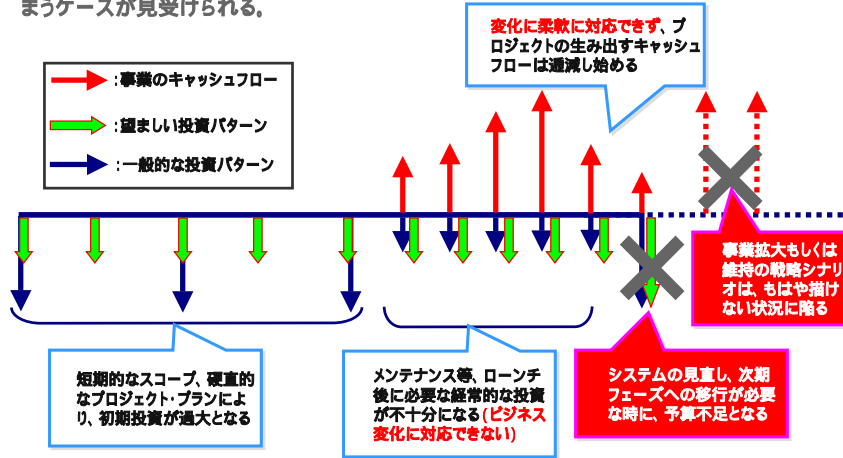 まうケースが見受けられる。
変化に柔軟に対応できず、プ
ロジェクトの生み出すキャッシュ
フローは逓減し始める
:事業のキャッシュフロー
:望ましい投資パターン
:一般的な投資パターン
事業拡大もしくは
維持の戦略シナリ
オは、もはや描け
ない状況に陥る
短期的なスコープ、硬直的
なプロジェクト・プランによ
り、初期投資が過大となる
メンテナンス等、ローンチ
後に必要な経常的な投資
が不十分になる(ビジネス
変化に対応できない)
システムの見直し、次期
フェーズへの移行が必要
な時に、予算不足となる